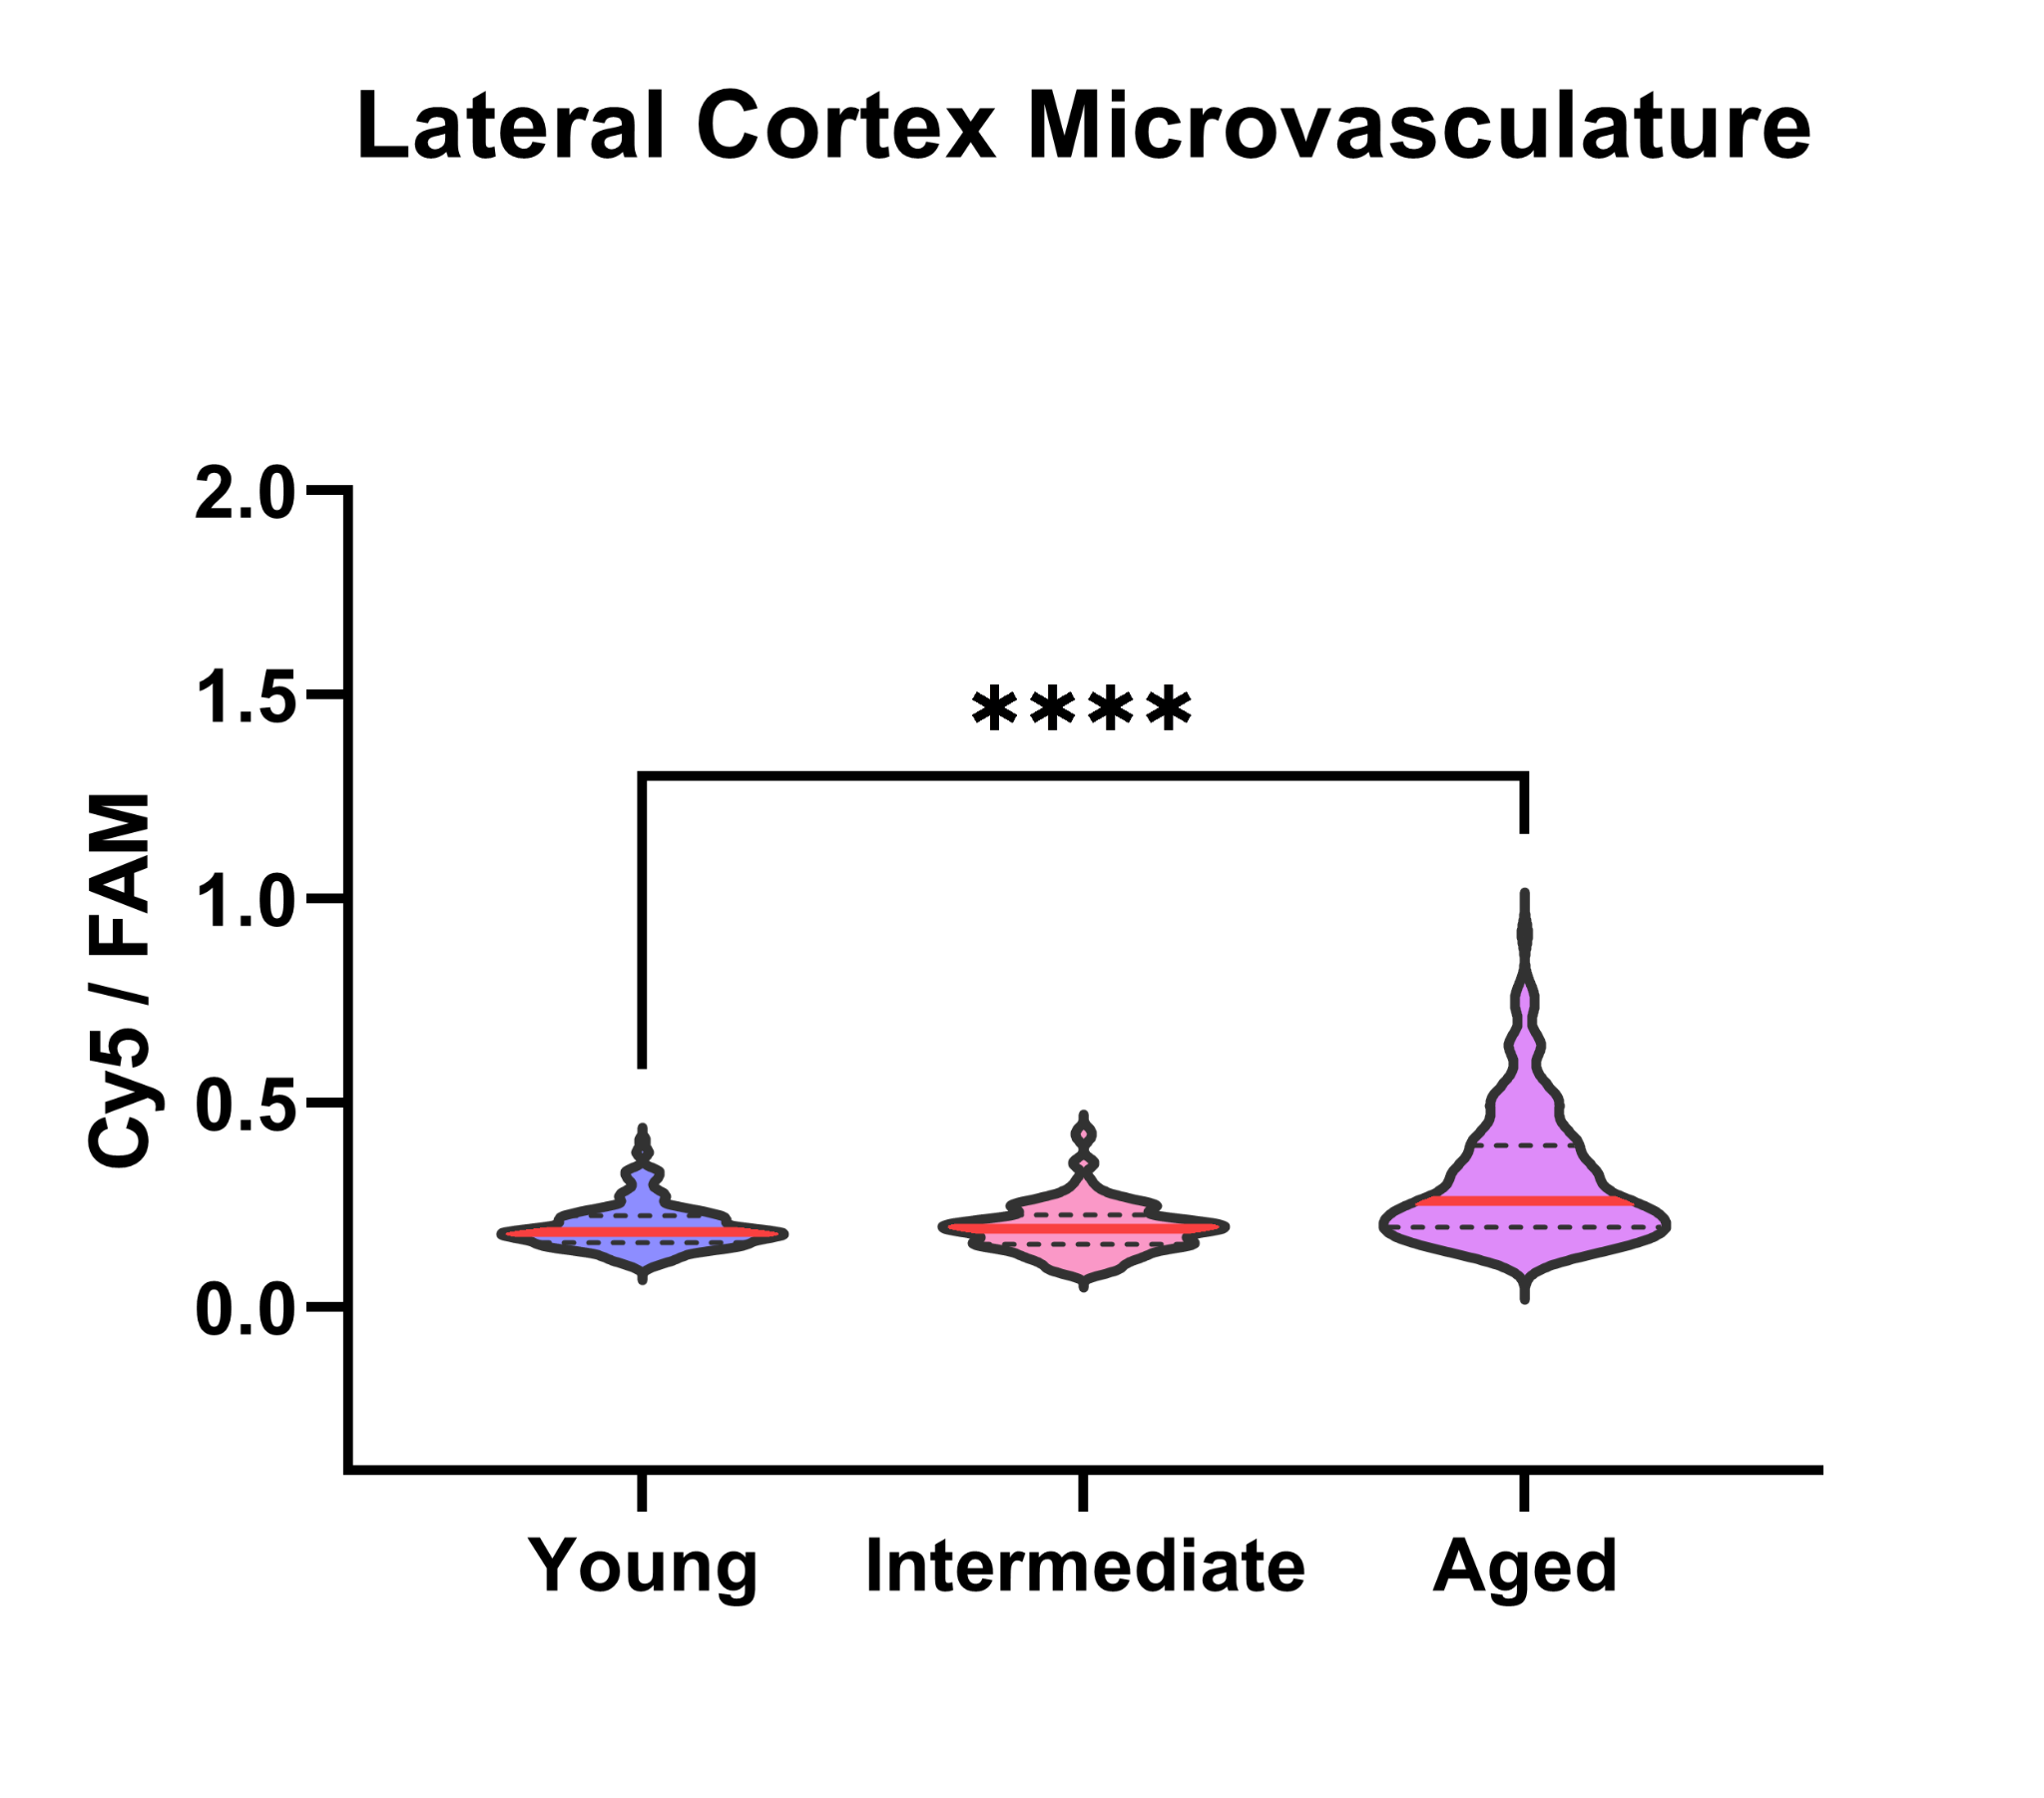 Lateral Cortex Microvasculature
2.0
1.5
****
1.0
Cy5 / FAM
0.5
0.0
Young Intermediate Aged